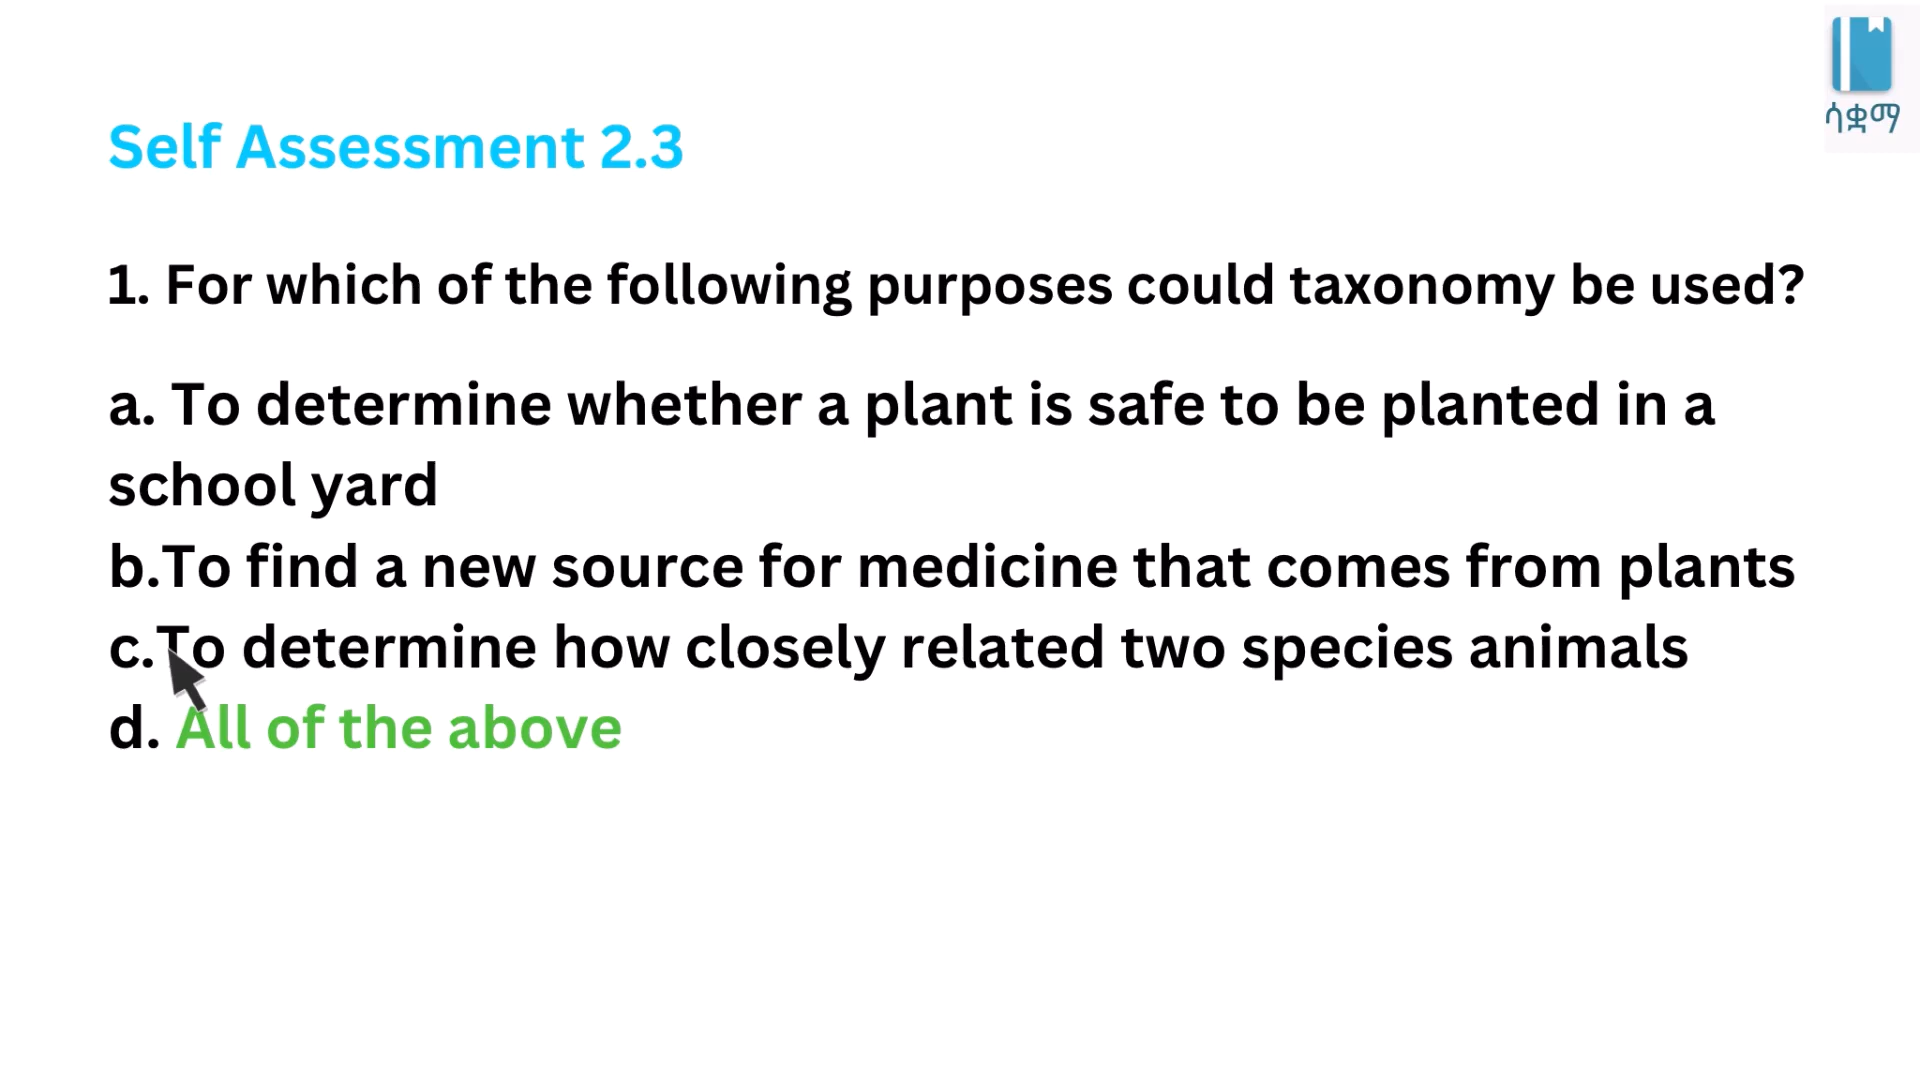 ሳቋማ
Self Assessment 2.3
1. For which of the following purposes could taxonomy be used?
a. To determine whether a plant is safe to be planted in a
school yard
b.To find a new source for medicine that comes from plants
c.To determine how closely related two species animals
d. All of the above